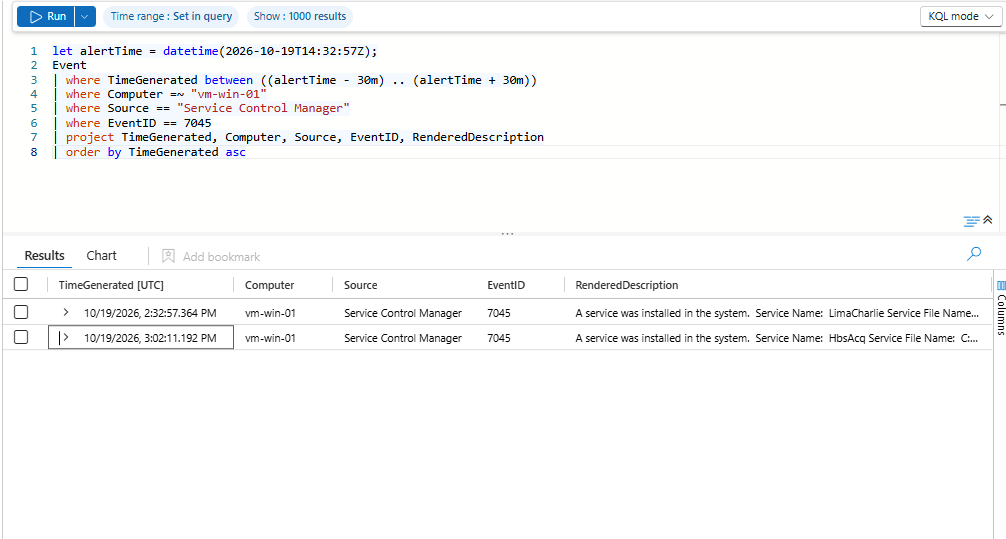 Run
Time range : Set in query
Show : 1000 results
KQL mode
1 let alertTime = datetime(2026-10-19T14:32:57Z);
2 Event
3 | where TimeGenerated between ((alertTime - 30m) .. (alertTime + 30m))
4 | where Computer =~ "vm-win-01"
5 | where Source == "Service Control Manager"
6 | where EventID == 7045
7 | project TimeGenerated, Computer, Source, EventID, RenderedDescription
8 | order by TimeGenerated asc
Results Chart Add bookmark
TimeGenerated [UTC] Computer Source EventID RenderedDescription
10/19/2026, 2:32:57.364 PM vm-win-01 Service Control Manager 7045 A service was installed in the system. Service Name: LimaCharlie Service File Name...
10/19/2026, 3:02:11.192 PM vm-win-01 Service Control Manager 7045 A service was installed in the system. Service Name: HbsAcq Service File Name: C:...
Columns